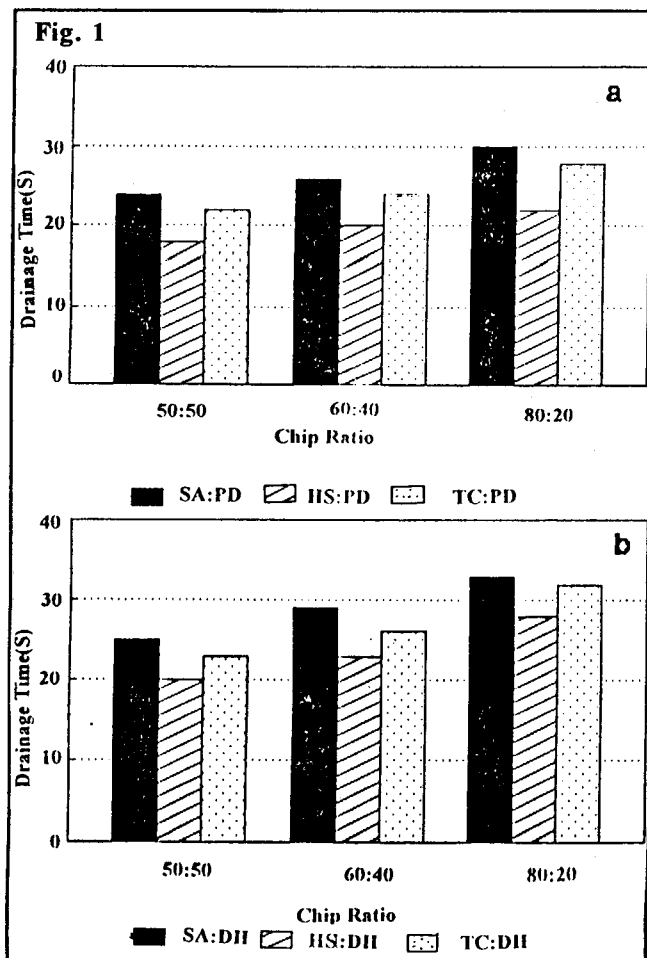 Fig. 1
a
40
30
20
10
0
Drainage Time(S)
50:50 60:40 80:20
Chip Ratio
SA:PD HS:PD TC:PD
b
40
30
20
10
0
Drainage Time(S)
50:50 60:40 80:20
Chip Ratio
SA:DH HS:DH TC:DH